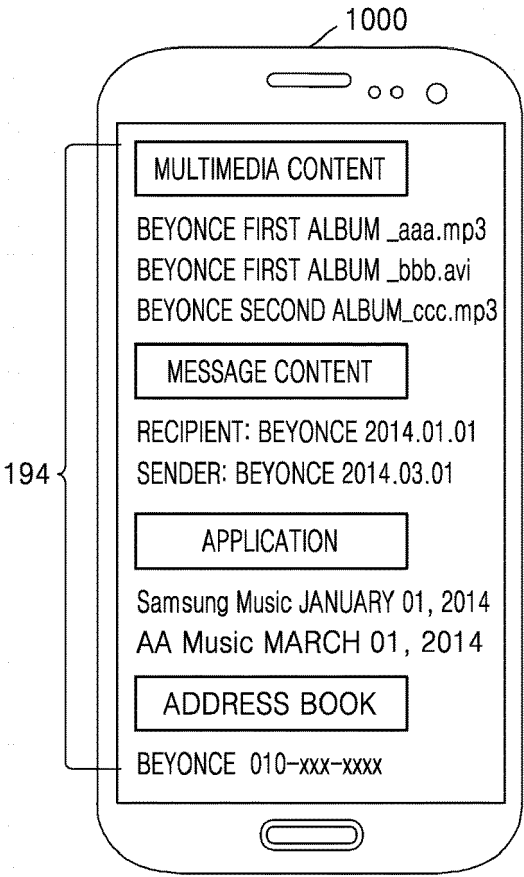 1000
MULTIMEDIA CONTENT
BEYONCE FIRST ALBUM _aaa.mp3
BEYONCE FIRST ALBUM _bbb.avi
BEYONCE SECOND ALBUM_ccc.mp3
MESSAGE CONTENT
RECIPIENT: BEYONCE 2014.01.01
194
SENDER: BEYONCE 2014.03.01
APPLICATION
Samsung Music JANUARY 01, 2014
AA Music MARCH 01, 2014
ADDRESS BOOK
BEYONCE 010-xxx-xxxx